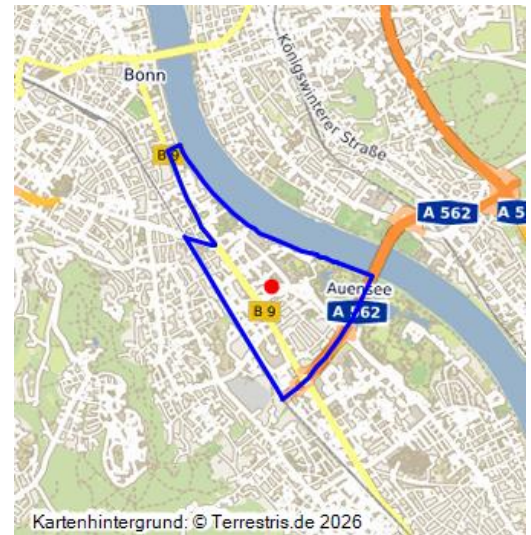 Königswinterer Straße
Bonn
B 9
A 562
A 5
Auensee
A 562
B 9
Kartenhintergrund: © Terrestris.de 2026